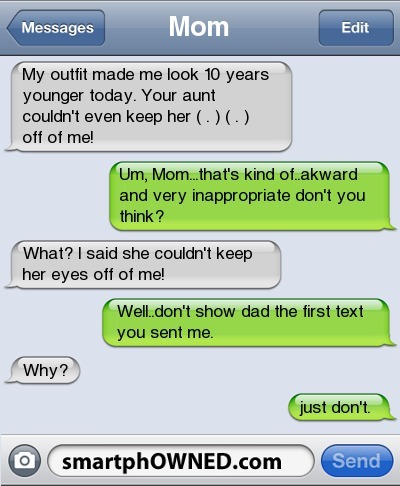 Messages
Mom
Edit
My outfit made me look 10 years
younger today. Your aunt
couldn't even keep her ( . ) ( . )
off of me!
Um, Mom...that's kind of..akward
and very inappropriate don't you
think?
What? I said she couldn't keep
her eyes off of me!
Well..don't show dad the first text
you sent me.
Why?
just don't.
smartphOWNED.com
Send